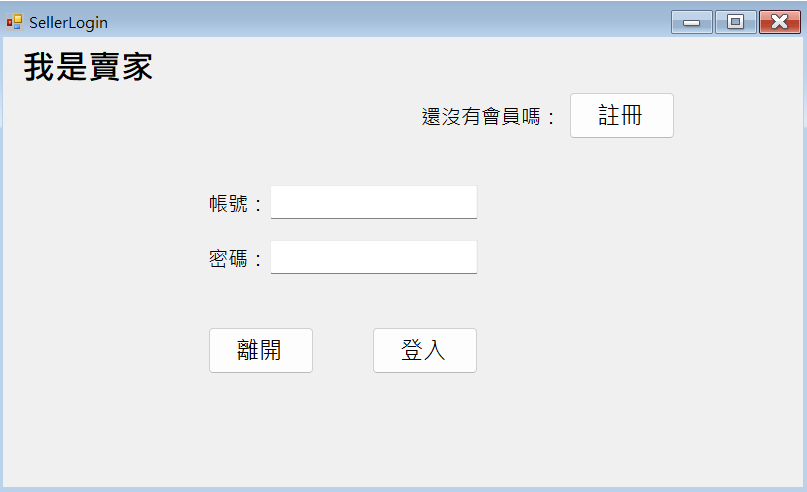 SellerLogin
我是賣家
還沒有會員嗎： 註冊
帳號：
密碼：
離開 登入